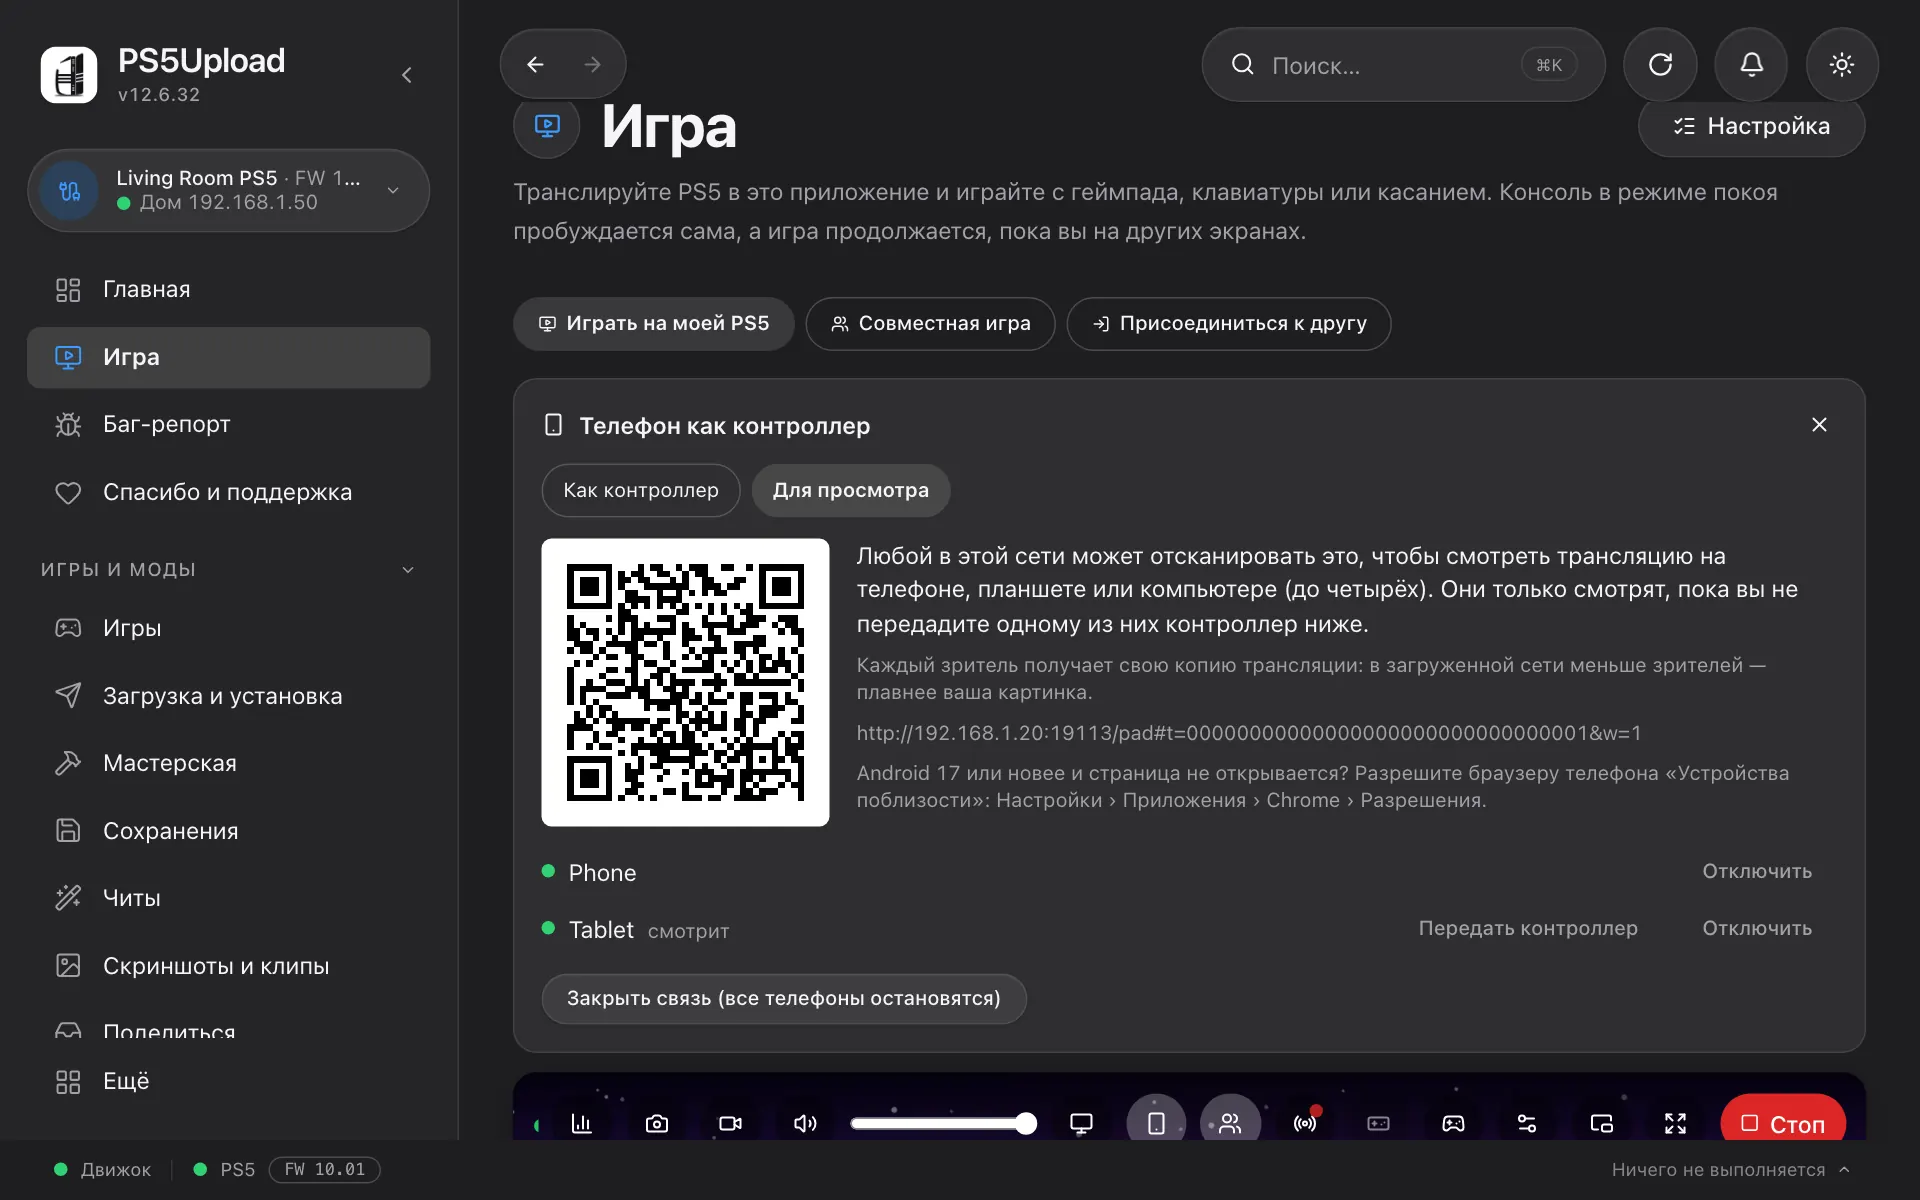 PS5Upload
v12.6.32
Living Room PS5 · FW 1...
Дом 192.168.1.50
Главная
Игра
Баг-репорт
Спасибо и поддержка
ИГРЫ И МОДЫ
Игры
Загрузка и установка
Мастерская
Сохранения
Читы
Скриншоты и клипы
Поделиться
Ещё
Поиск...
⌘K
Игра
Настройка
Транслируйте PS5 в это приложение и играйте с геймпада, клавиатуры или касанием. Консоль в режиме покоя
пробуждается сама, а игра продолжается, пока вы на других экранах.
Играть на моей PS5
Совместная игра
Присоединиться к другу
Телефон как контроллер
Как контроллер
Для просмотра
Любой в этой сети может отсканировать это, чтобы смотреть трансляцию на
телефоне, планшете или компьютере (до четырёх). Они только смотрят, пока вы не
передадите одному из них контроллер ниже.
Каждый зритель получает свою копию трансляции: в загруженной сети меньше зрителей —
плавнее ваша картинка.
http://192.168.1.20:19113/pad#t=00000000000000000000000000000001&w=1
Android 17 или новее и страница не открывается? Разрешите браузеру телефона «Устройства
поблизости»: Настройки › Приложения › Chrome › Разрешения.
Phone
Отключить
Tablet смотрит
Передать контроллер
Отключить
Закрыть связь (все телефоны остановятся)
Стоп
Движок
PS5
FW 10.01
Ничего не выполняется